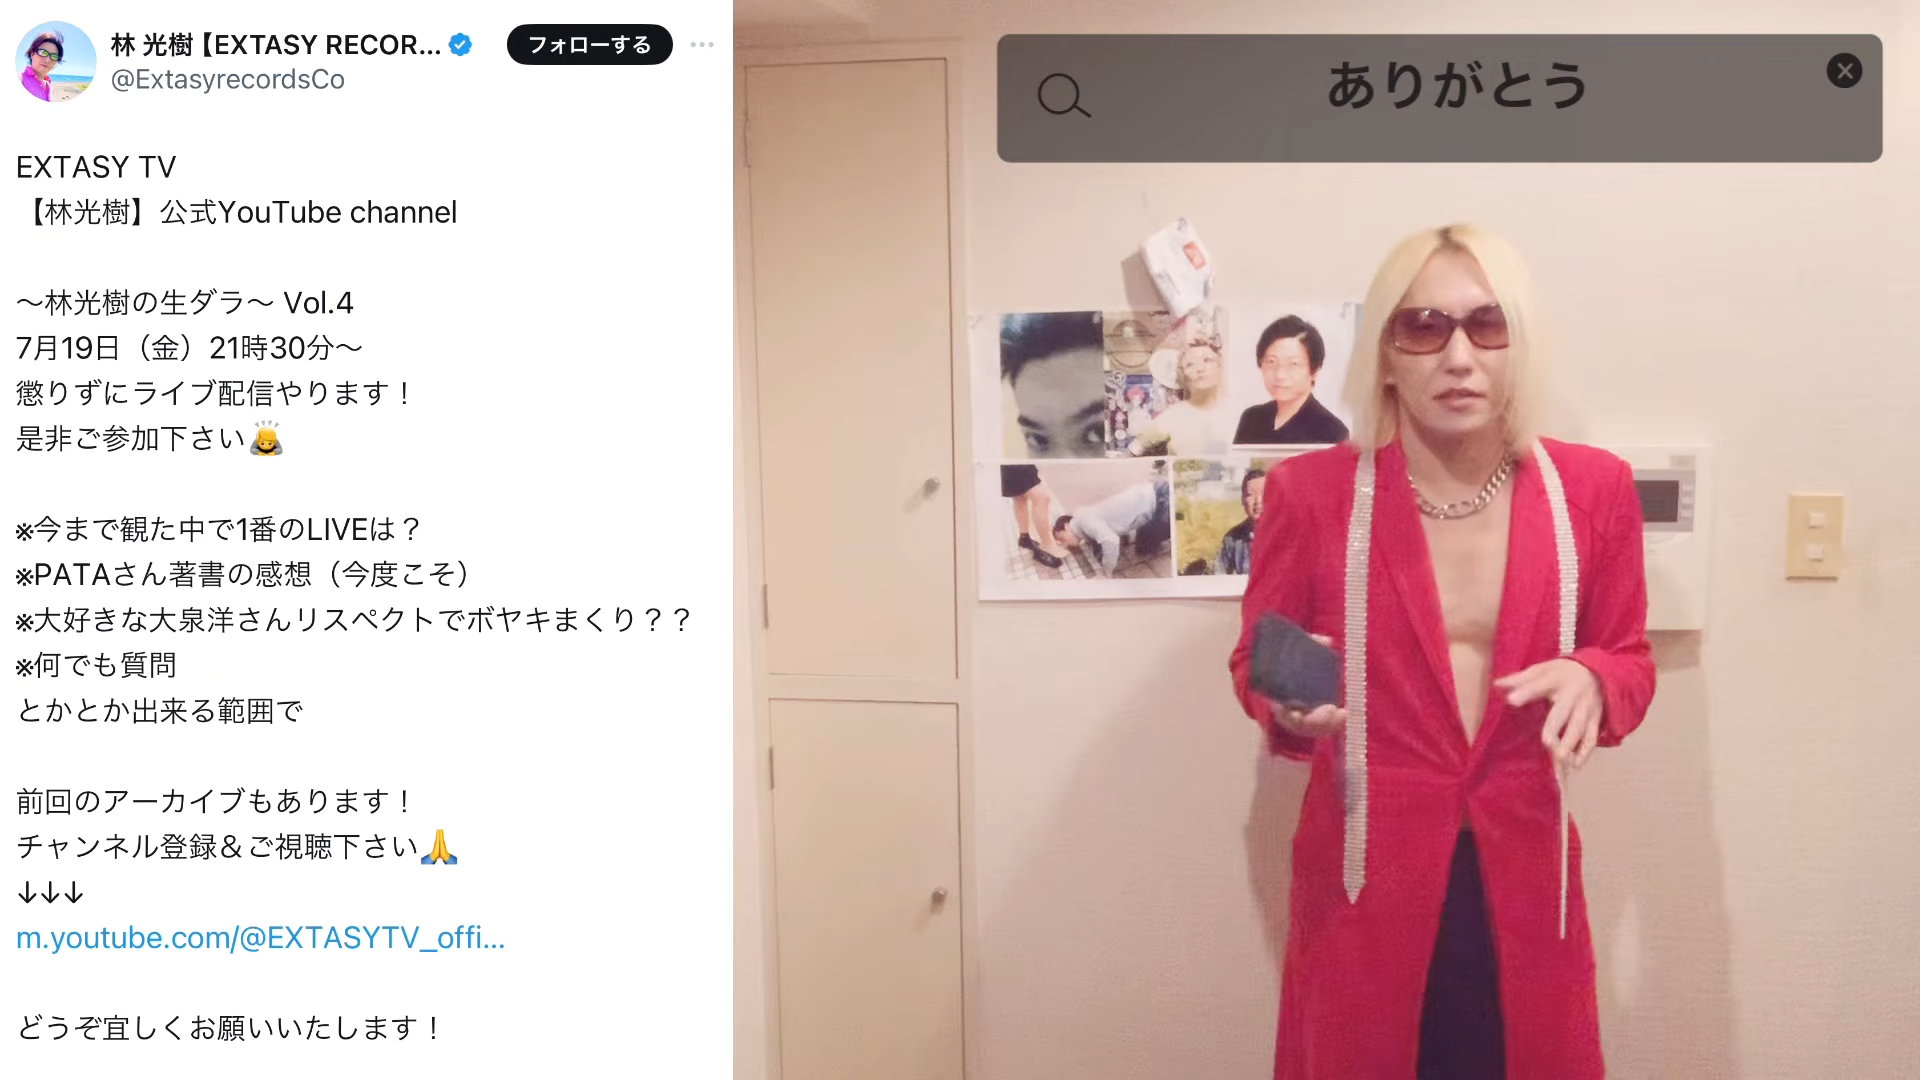 林 光樹【EXTASY RECOR...
フォローする
@ExtasyrecordsCo
EXTASY TV
【林光樹】公式YouTube channel
〜林光樹の生ダラ〜 Vol.4
7月19日（金）21時30分〜
懲りずにライブ配信やります！
是非ご参加下さい🙇
※今まで観た中で1番のLIVEは？
※PATAさん著書の感想（今度こそ）
※大好きな大泉洋さんリスペクトでボヤキまくり？？
※何でも質問
とかとか出来る範囲で
前回のアーカイブもあります！
チャンネル登録＆ご視聴下さい🙏
↓↓↓
m.youtube.com/@EXTASYTV_offi...
どうぞ宜しくお願いいたします！
ありがとう